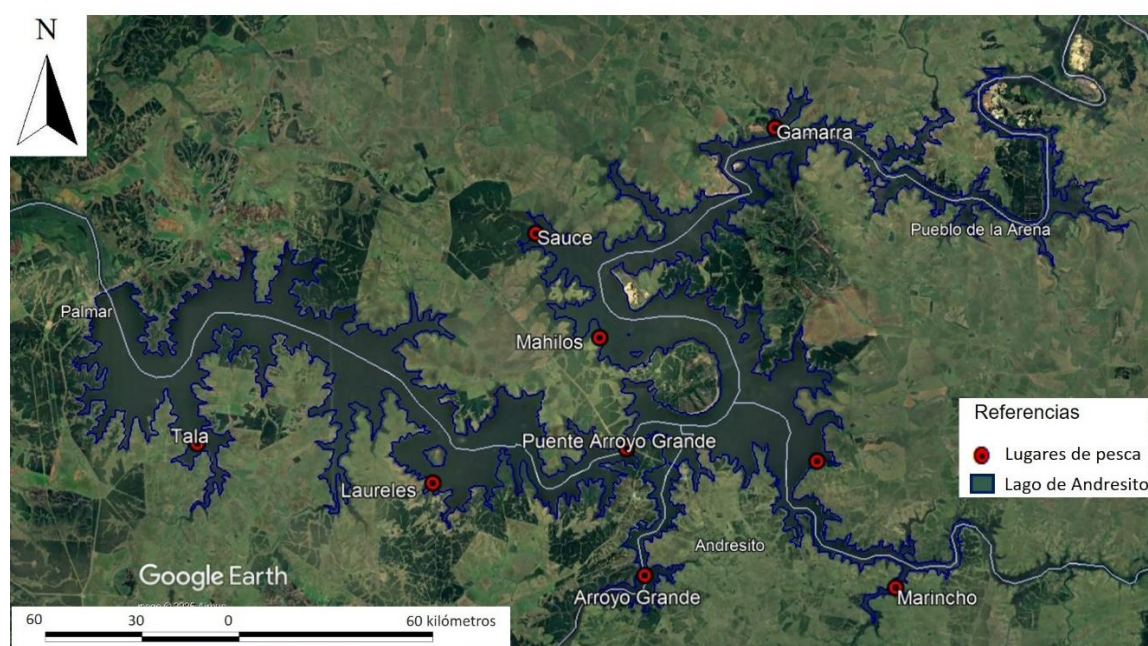 N
Gamarra
Sauce
Pueblo de la Arena
Palmar
Mahilos
Referencias
Tala
Puente Arroyo Grande
Lugares de pesca
Laureles
Lago de Andresito
Andresito
Google Earth
Arroyo Grande
Marincho
60 30 0 60 kilómetros